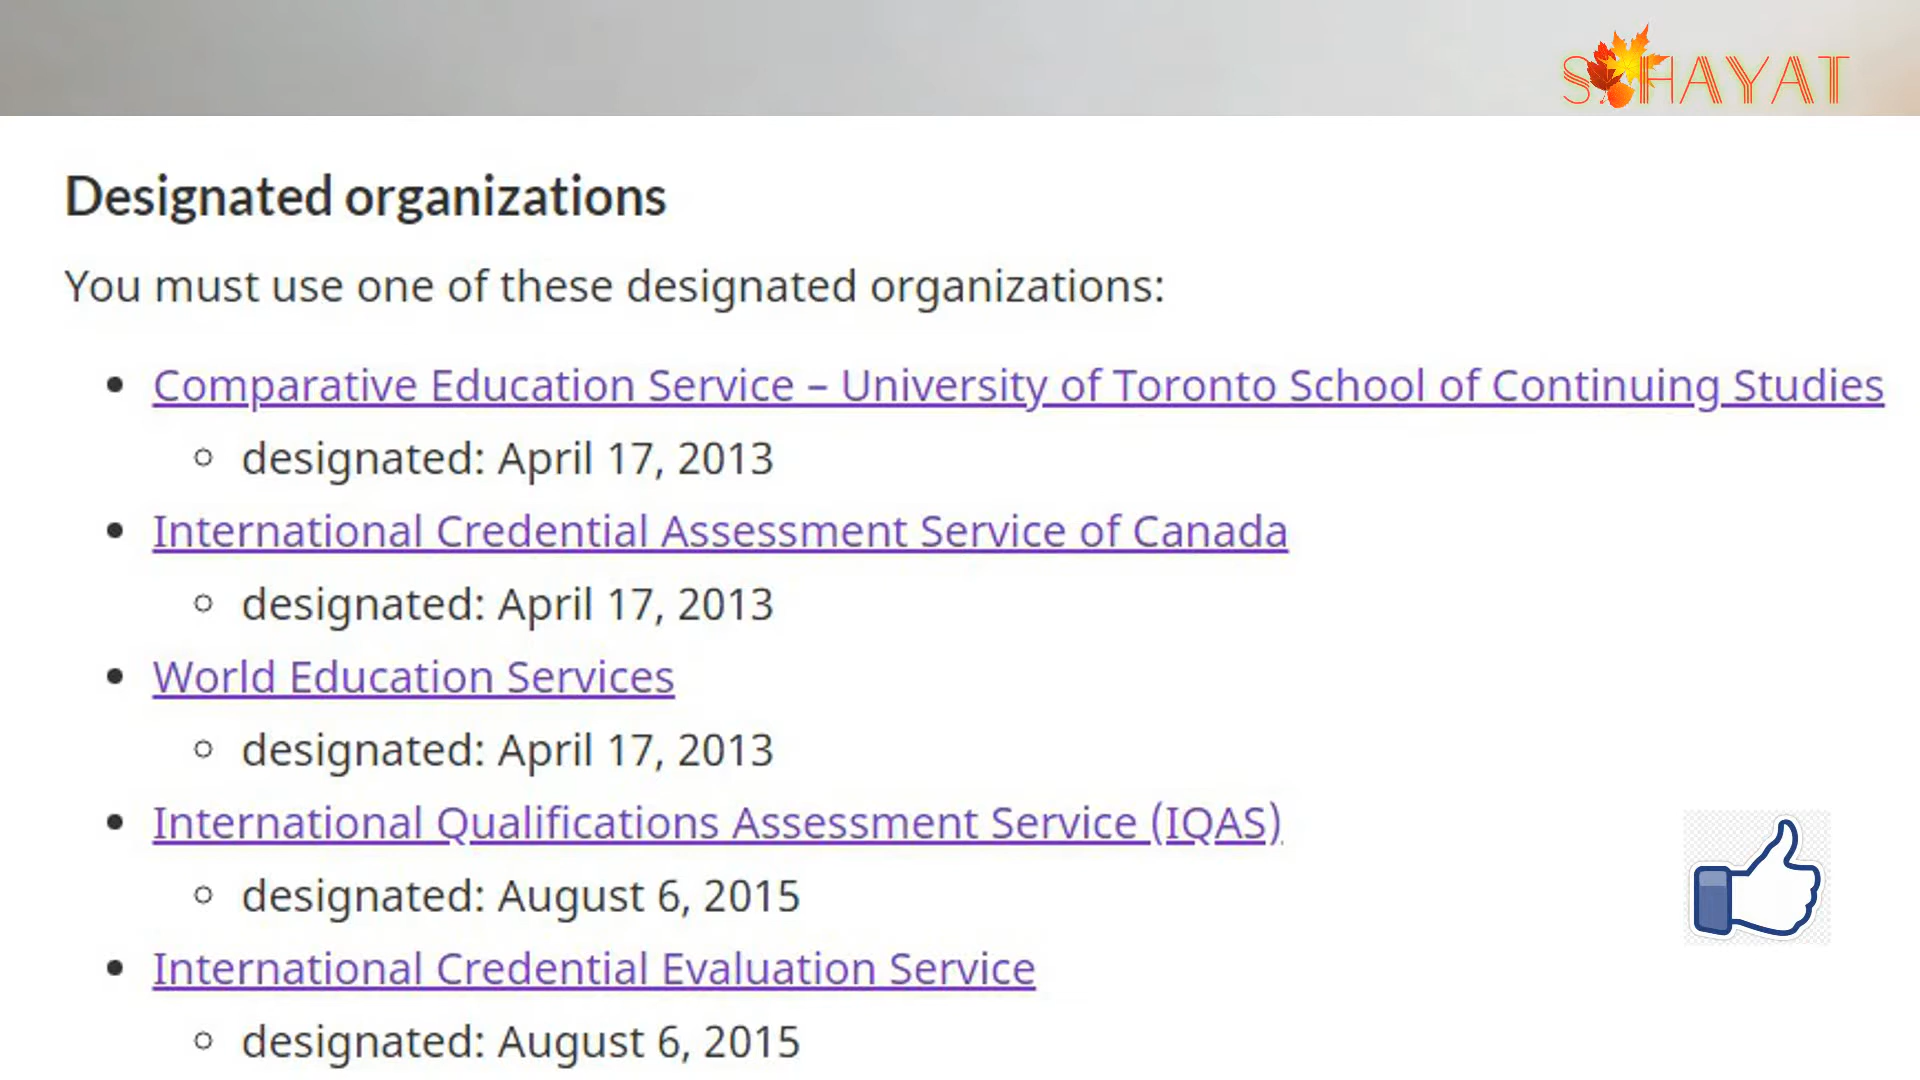 S HAYAT
Designated organizations
You must use one of these designated organizations:
Comparative Education Service – University of Toronto School of Continuing Studies
designated: April 17, 2013
International Credential Assessment Service of Canada
designated: April 17, 2013
World Education Services
designated: April 17, 2013
International Qualifications Assessment Service (IQAS)
designated: August 6, 2015
International Credential Evaluation Service
designated: August 6, 2015